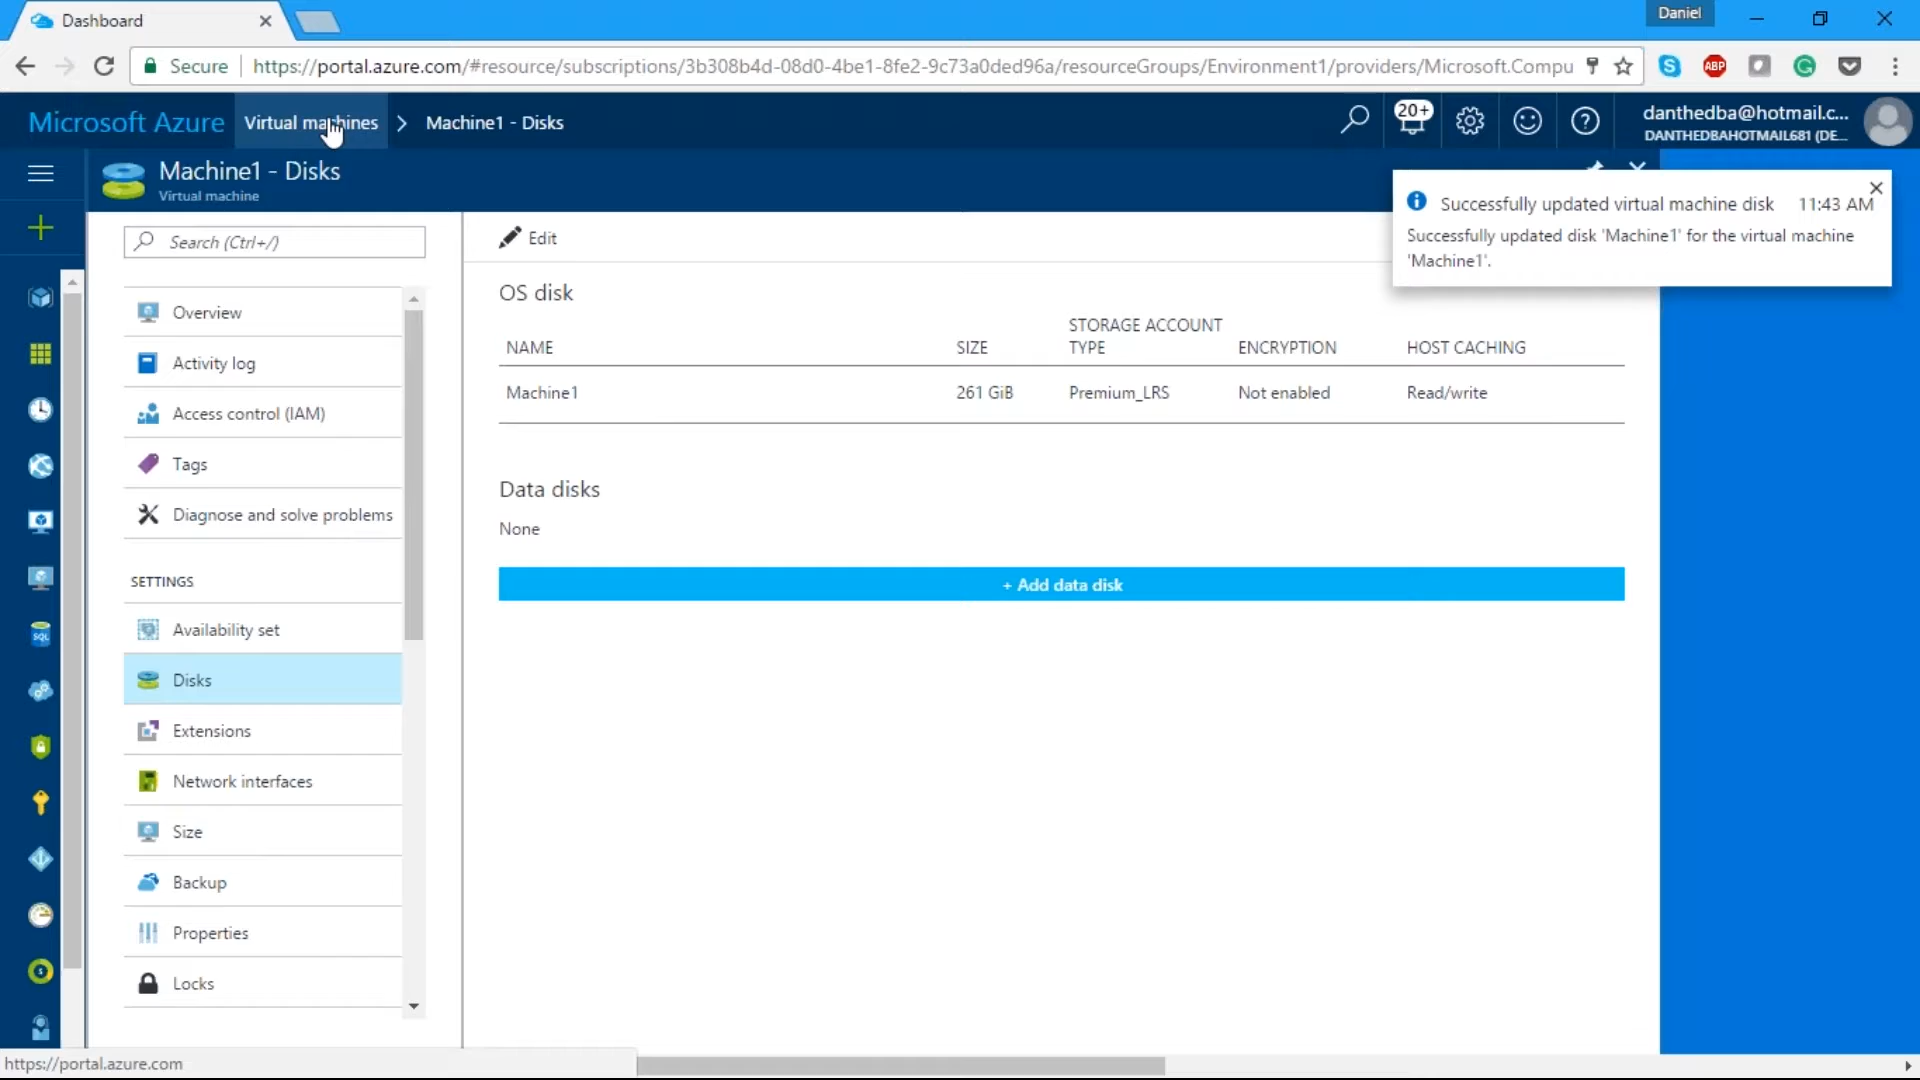 Dashboard
Daniel
Secure
https://portal.azure.com/#resource/subscriptions/3b308b4d-08d0-4be1-8fe2-9c73a0ded96a/resourceGroups/Environment1/providers/Microsoft.Compu
ABP
Microsoft Azure
Virtual machines
Machine1 - Disks
20+
danthedba@hotmail.c...
DANTHEDBAHOTMAIL681 (DE...
Machine1 - Disks
Virtual machine
Successfully updated virtual machine disk 11:43 AM
Successfully updated disk 'Machine1' for the virtual machine
'Machine1'.
Search (Ctrl+/)
Edit
Overview
Activity log
Access control (IAM)
Tags
Diagnose and solve problems
SETTINGS
Availability set
Disks
Extensions
Network interfaces
Size
Backup
Properties
Locks
SQL
OS disk
STORAGE ACCOUNT
NAME SIZE TYPE ENCRYPTION HOST CACHING
Machine1 261 GiB Premium_LRS Not enabled Read/write
Data disks
None
+ Add data disk
https://portal.azure.com